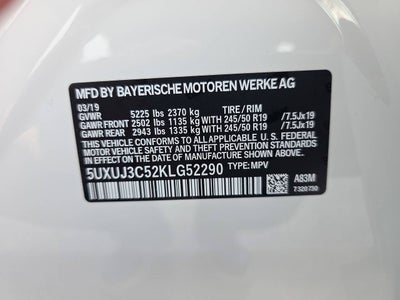 MFD BY BAYERISCHE MOTOREN WERKE AG
03/19
GVWR 5225 lbs 2370 kg TIRE / RIM
GAWR FRONT 2502 lbs 1135 kg WITH 245/50 R19 /7.5Jx19
GAWR REAR 2943 lbs 1335 kg WITH 245/50 R19 /7.5Jx19
THIS VEHICLE CONFORMS TO ALL APPLICABLE U. S. FEDERAL
MOTOR VEHICLE SAFETY, BUMPER, AND THEFT PREVENTION
STANDARDS IN EFFECT ON THE DATE OF MANUFACTURE SHOWN ABOVE.
5UXUJ3C52KLG52290 TYPE: MPV
A83M
7320730